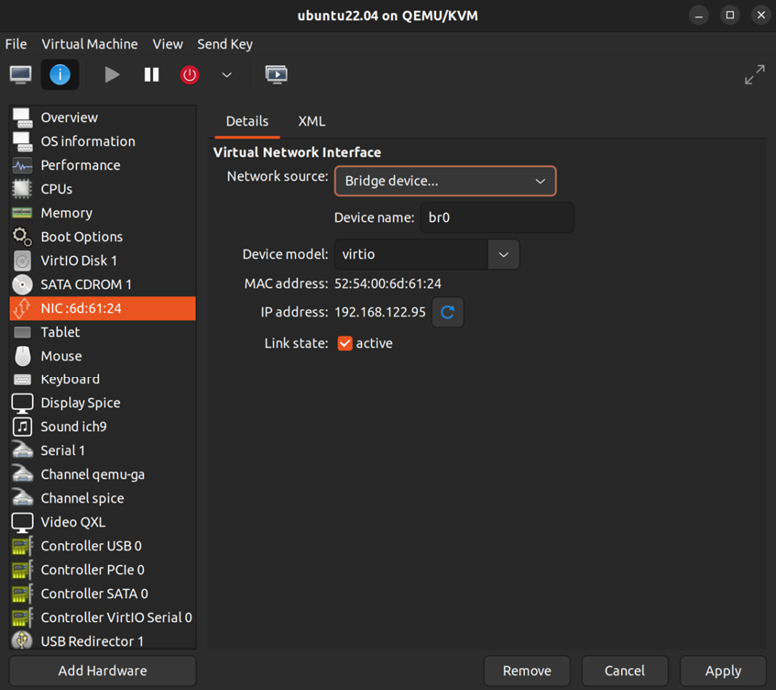 ubuntu22.04 on QEMU/KVM
File Virtual Machine View Send Key
Overview
OS information
Performance
CPUs
Memory
Boot Options
VirtIO Disk 1
SATA CDROM 1
NIC :6d:61:24
Tablet
Mouse
Keyboard
Display Spice
Sound ich9
Serial 1
Channel qemu-ga
Channel spice
Video QXL
Controller USB 0
Controller PCIe 0
Controller SATA 0
Controller VirtIO Serial 0
USB Redirector 1
Details XML
Virtual Network Interface
Network source: Bridge device...
Device name: br0
Device model: virtio
MAC address: 52:54:00:6d:61:24
IP address: 192.168.122.95
Link state: active
Add Hardware Remove Cancel Apply